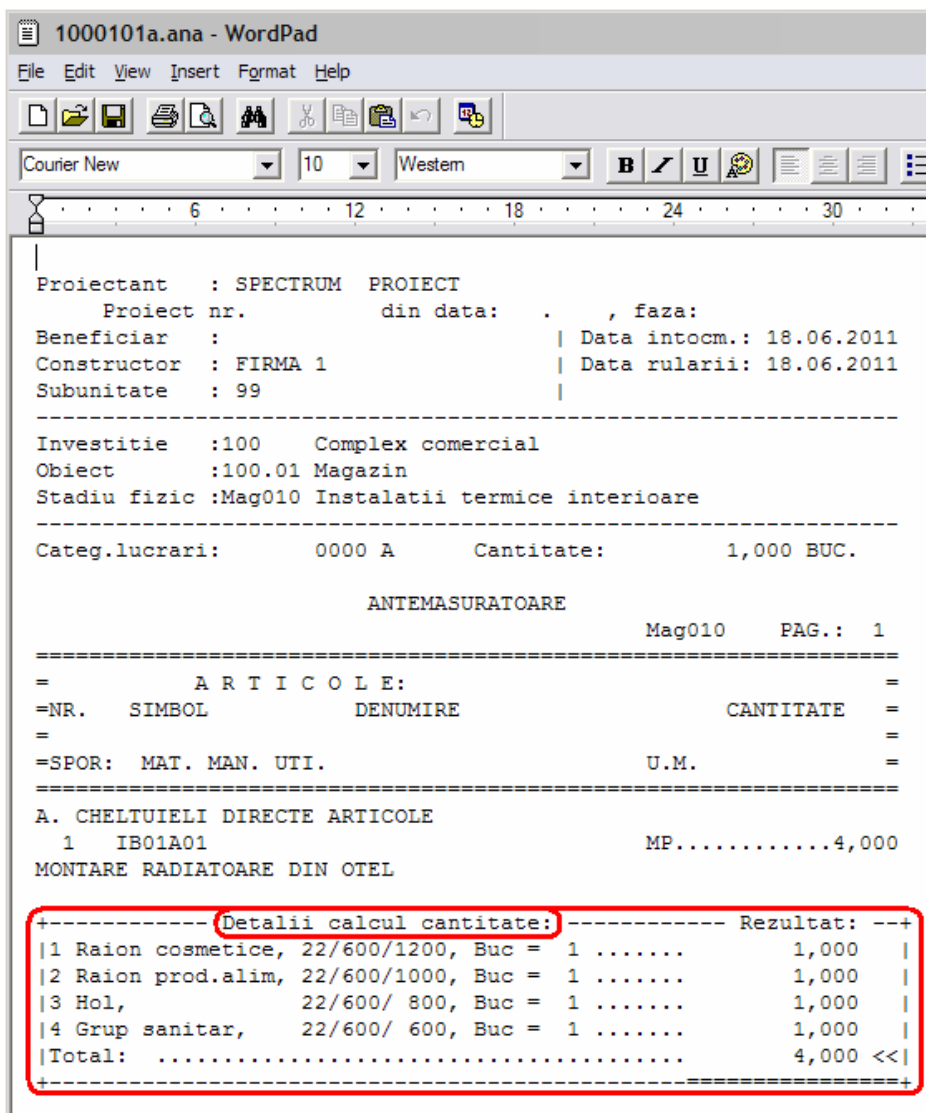 1000101a.ana - WordPad
File Edit View Insert Format Help
Courier New 10 Western B I U
6 12 18 24 30
Proiectant : SPECTRUM PROIECT
Proiect nr. din data: . , faza:
Beneficiar : | Data intocm.: 18.06.2011
Constructor : FIRMA 1 | Data rularii: 18.06.2011
Subunitate : 99 |
-----------------------------------------------------------------
Investitie :100 Complex comercial
Obiect :100.01 Magazin
Stadiu fizic :Mag010 Instalatii termice interioare
-----------------------------------------------------------------
Categ.lucrari: 0000 A Cantitate: 1,000 BUC.
ANTEMASURATOARE
Mag010 PAG.: 1
=================================================================
= A R T I C O L E: =
=NR. SIMBOL DENUMIRE CANTITATE =
= =
=SPOR: MAT. MAN. UTI. U.M. =
=================================================================
A. CHELTUIELI DIRECTE ARTICOLE
1 IB01A01 MP............4,000
MONTARE RADIATOARE DIN OTEL
+------------ Detalii calcul cantitate: ------------ Rezultat: --+
|1 Raion cosmetice, 22/600/1200, Buc = 1 ....... 1,000 |
|2 Raion prod.alim, 22/600/1000, Buc = 1 ....... 1,000 |
|3 Hol, 22/600/ 800, Buc = 1 ....... 1,000 |
|4 Grup sanitar, 22/600/ 600, Buc = 1 ....... 1,000 |
|Total: ........................................ 4,000 <<|
+------------------------------------------------================+